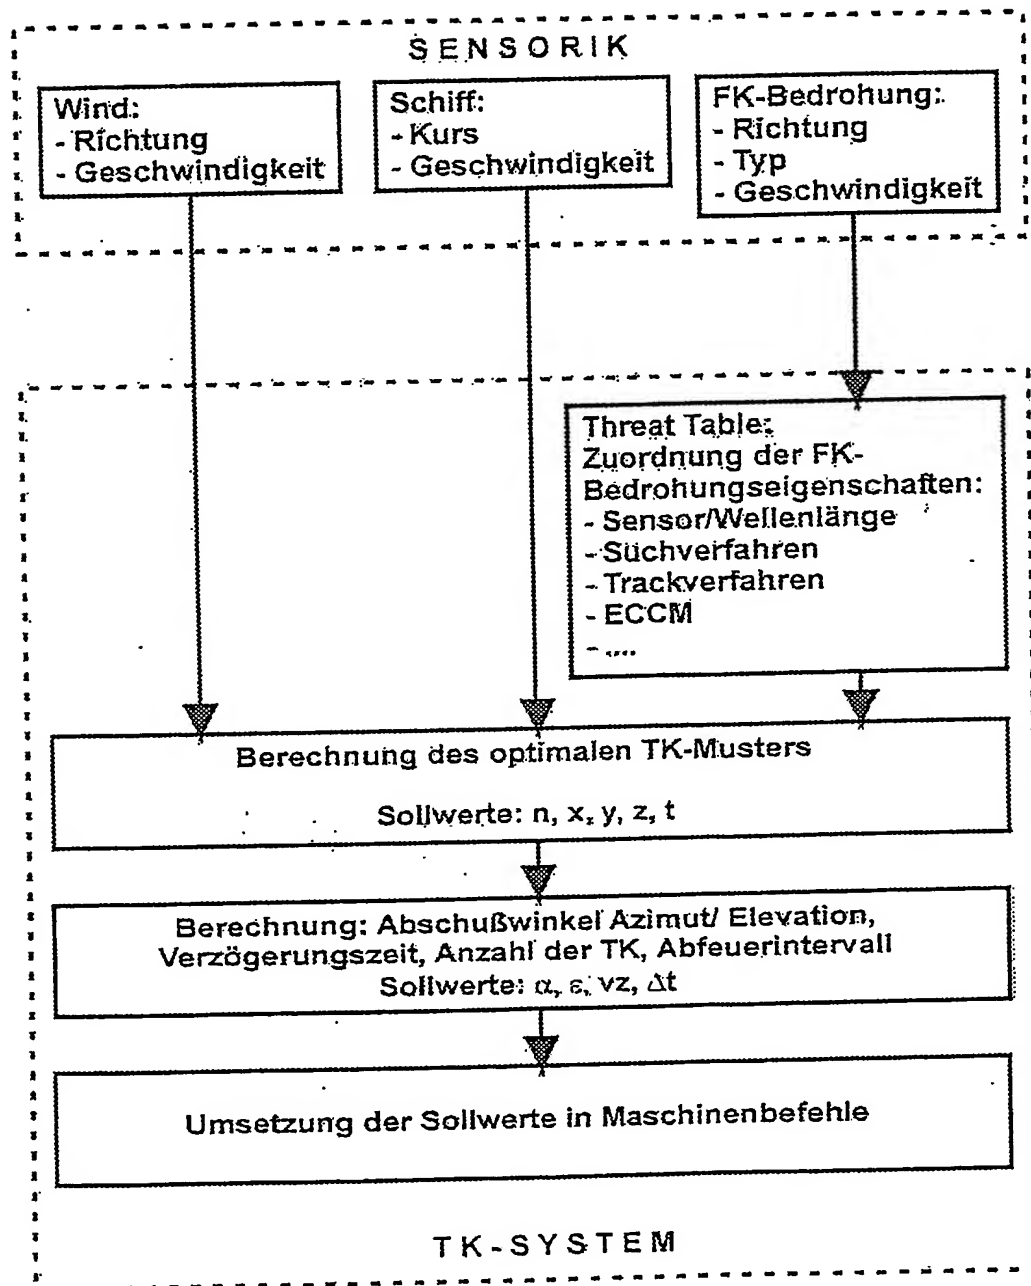 SENSORIK
Wind:
- Richtung
- Geschwindigkeit
Schiff:
- Kurs
- Geschwindigkeit
FK-Bedrohung:
- Richtung
- Typ
- Geschwindigkeit
Threat Table:
Zuordnung der FK-
Bedrohungseigenschaften:
- Sensor/Wellenlänge
- Suchverfahren
- Trackverfahren
- ECCM
- ....
Berechnung des optimalen TK-Musters
Sollwerte: n, x, y, z, t
Berechnung: Abschußwinkel Azimut/ Elevation,
Verzögerungszeit, Anzahl der TK, Abfeuerintervall
Sollwerte: α, ε, vz, Δt
Umsetzung der Sollwerte in Maschinenbefehle
TK-SYSTEM